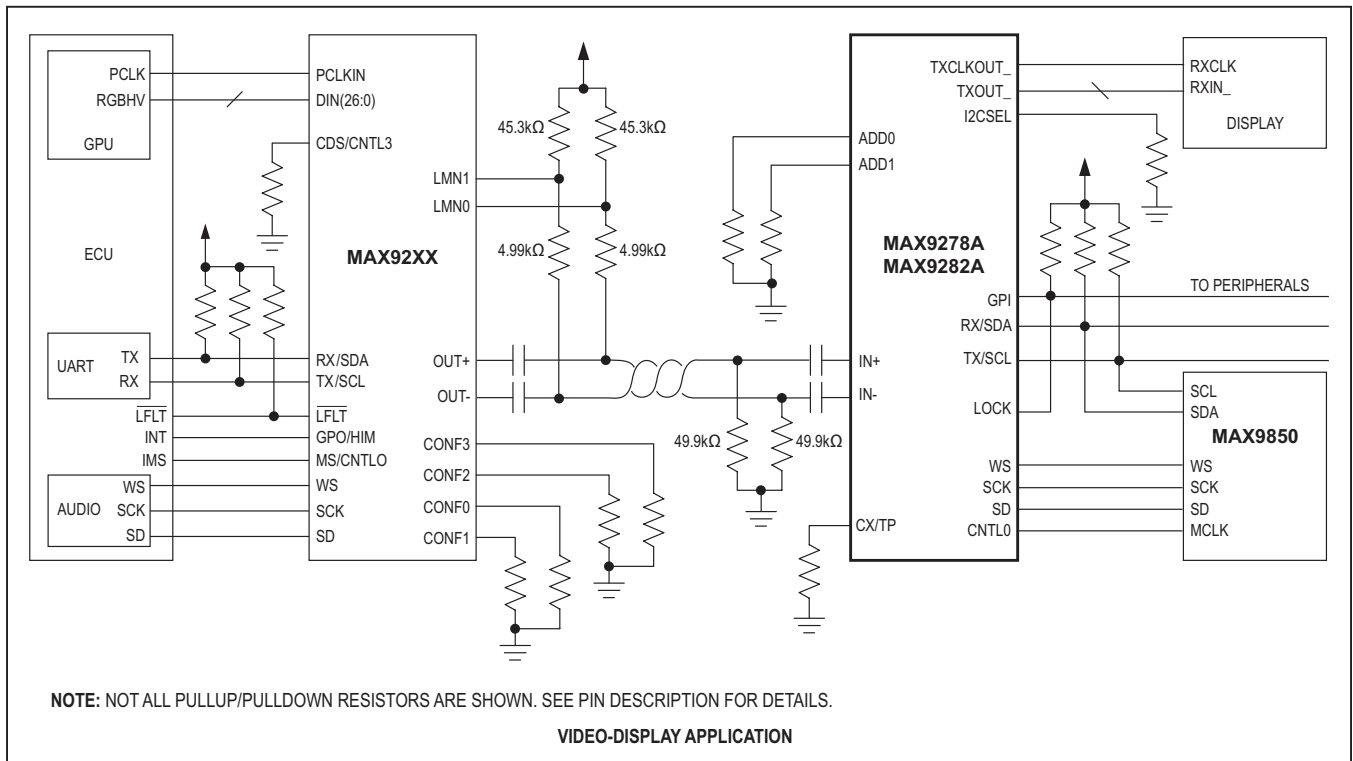 PCLK
RGBHV
GPU
ECU
UART
TX
RX
LFLT
INT
IMS
AUDIO
WS
SCK
SD
PCLKIN
DIN(26:0)
CDS/CNTL3
LMN1
LMN0
MAX92XX
RX/SDA
TX/SCL
LFLT
GPO/HIM
MS/CNTLO
WS
SCK
SD
OUT+
OUT-
CONF3
CONF2
CONF0
CONF1
45.3kΩ
45.3kΩ
4.99kΩ
4.99kΩ
49.9kΩ
49.9kΩ
ADD0
ADD1
IN+
IN-
CX/TP
MAX9278A
MAX9282A
TXCLKOUT_
TXOUT_
I2CSEL
GPI
RX/SDA
TX/SCL
LOCK
WS
SCK
SD
CNTL0
RXCLK
RXIN_
DISPLAY
TO PERIPHERALS
SCL
SDA
MAX9850
WS
SCK
SD
MCLK
NOTE: NOT ALL PULLUP/PULLDOWN RESISTORS ARE SHOWN. SEE PIN DESCRIPTION FOR DETAILS.
VIDEO-DISPLAY APPLICATION